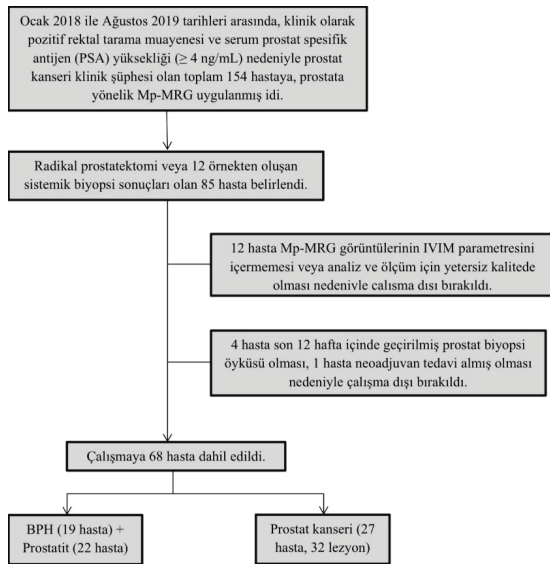 Ocak 2018 ile Ağustos 2019 tarihleri arasında, klinik olarak
pozitif rektal tarama muayenesi ve serum prostat spesifik
antijen (PSA) yüksekliği (≥ 4 ng/mL) nedeniyle prostat
kanseri klinik şüphesi olan toplam 154 hastaya, prostata
yönelik Mp-MRG uygulanmış idi.
Radikal prostatektomi veya 12 örnekten oluşan
sistemik biyopsi sonuçları olan 85 hasta belirlendi.
12 hasta Mp-MRG görüntülerinin IVIM parametresini
içermemesi veya analiz ve ölçüm için yetersiz kalitede
olması nedeniyle calısma dışı bırakıldı.
4 hasta son 12 hafta içinde geçirilmiş prostat biyopsi
öyküsü olması, 1 hasta neoadjuvan tedavi almış olması
nedeniyle çalışma dışı bırakıldı.
Çalışmaya 68 hasta dahil edildi.
BPH (19 hasta) +
Prostatit (22 hasta)
Prostat kanseri (27
hasta, 32 lezyon)